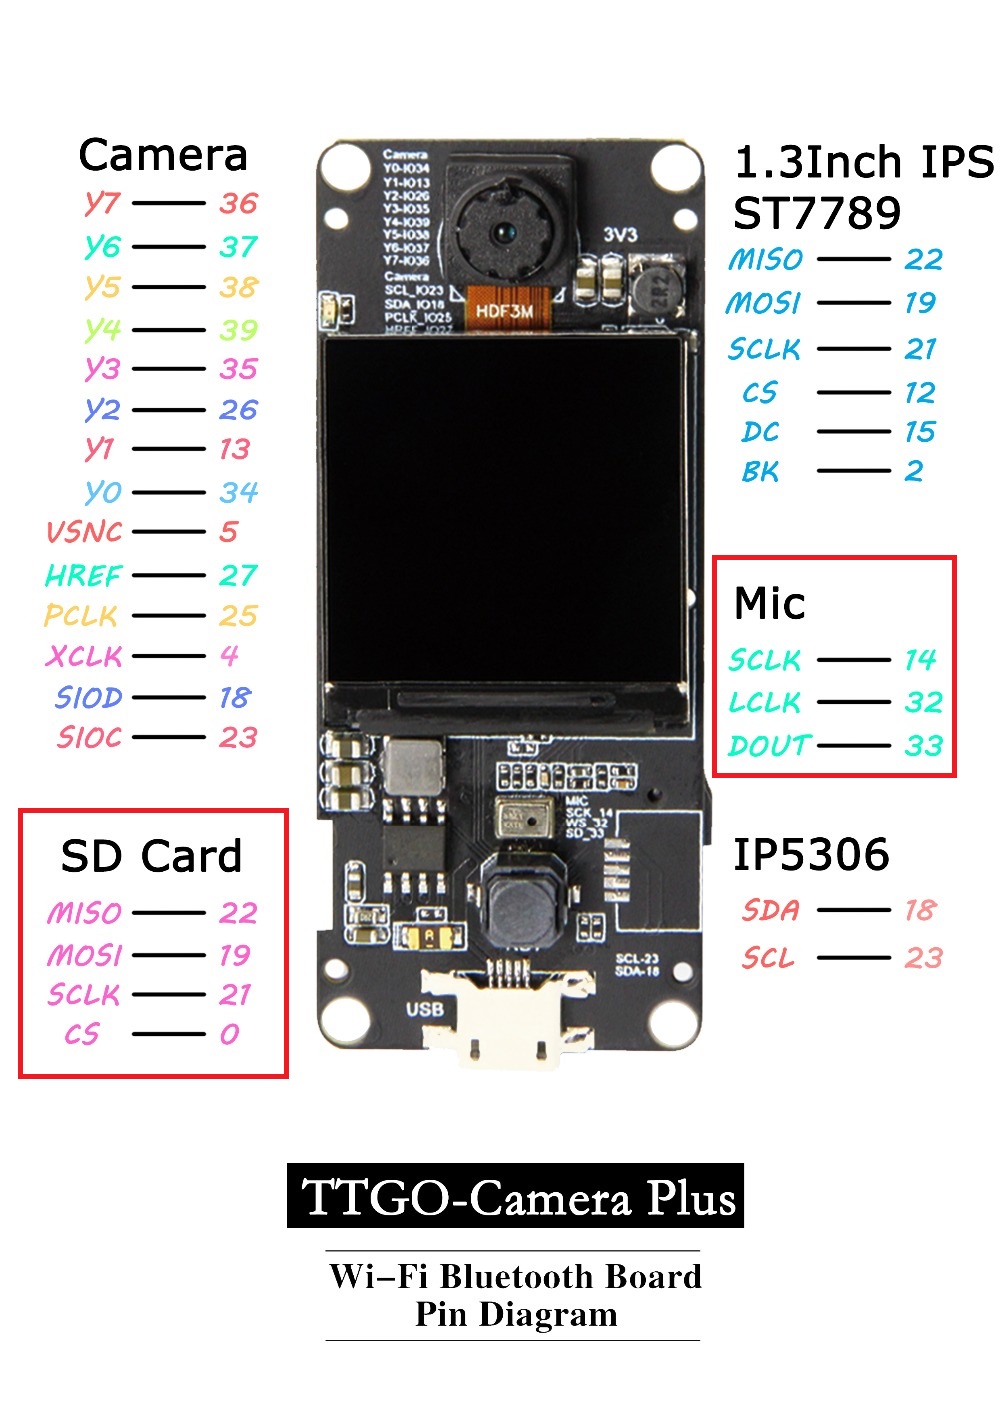 Camera
Y7 36
Y6 37
Y5 38
Y4 39
Y3 35
Y2 26
Y1 13
Y0 34
VSNC 5
HREF 27
PCLK 25
XCLK 4
SIOD 18
SIOC 23
SD Card
MISO 22
MOSI 19
SCLK 21
CS 0
Camera
Y0-IO34
Y1-IO13
Y2-IO26
Y3-IO35
Y4-IO39
Y5-IO38
Y6-IO37
Y7-IO36
Camera
SCL_IO23
SDA_IO18
PCLK_IO25
HREF_IO27
3V3
2R2
HDF3M
MIC
SCK_14
WS_32
SD_33
A
RST
SCL-23
SDA-18
USB
1.3Inch IPS
ST7789
MISO 22
MOSI 19
SCLK 21
CS 12
DC 15
BK 2
Mic
SCLK 14
LCLK 32
DOUT 33
IP5306
SDA 18
SCL 23
TTGO-Camera Plus
Wi-Fi Bluetooth Board
Pin Diagram